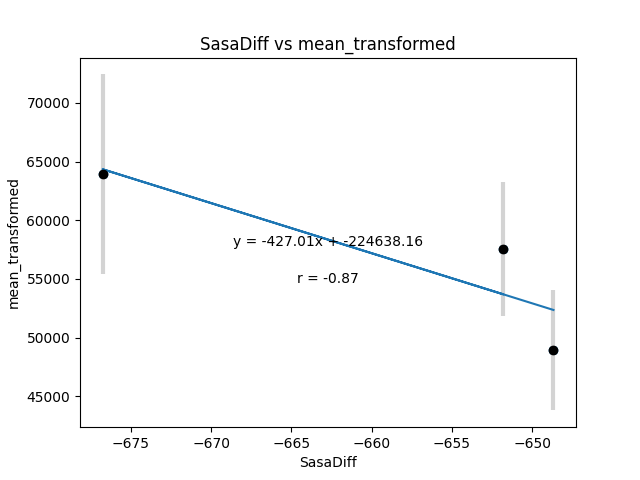 SasaDiff vs mean_transformed
70000
65000
60000
55000
50000
45000
mean_transformed
y = -427.01x + -224638.16
r = -0.87
−675
−670
−665
−660
−655
−650
SasaDiff